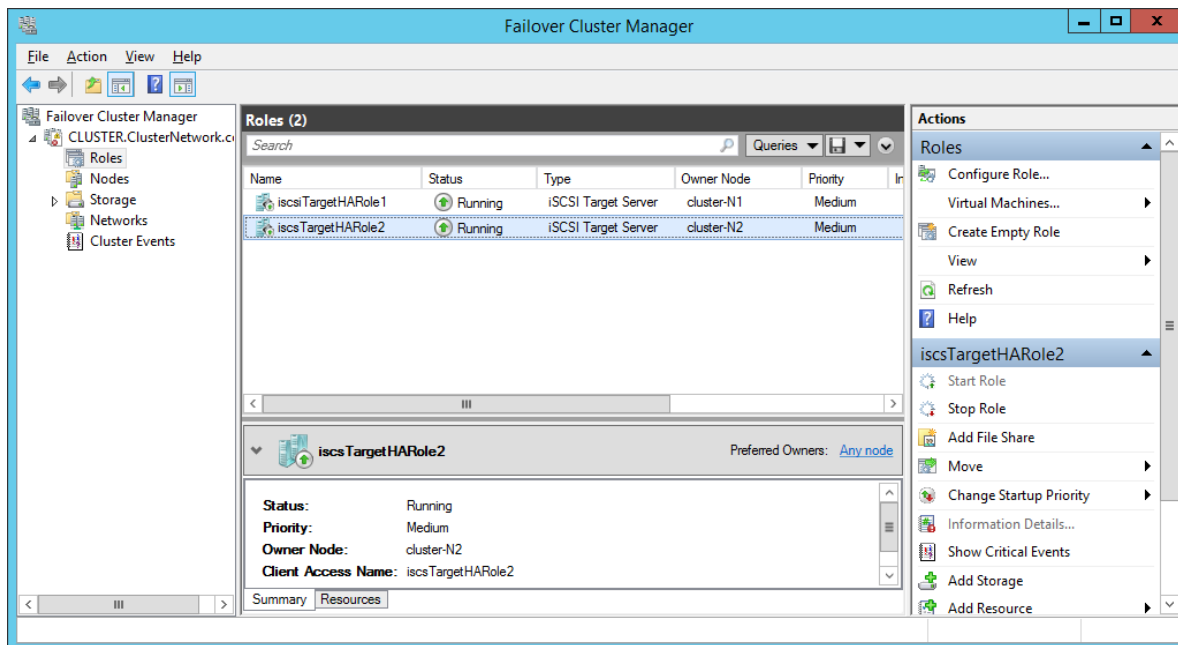 Failover Cluster Manager
File Action View Help
Failover Cluster Manager
CLUSTER.ClusterNetwork.c
Roles
Nodes
Storage
Networks
Cluster Events
Roles (2)
Search
Queries
Name Status Type Owner Node Priority In
iscsiTargetHARole1 Running iSCSI Target Server cluster-N1 Medium
iscsTargetHARole2 Running iSCSI Target Server cluster-N2 Medium
iscsTargetHARole2 Preferred Owners: Any node
Status: Running
Priority: Medium
Owner Node: cluster-N2
Client Access Name: iscsTargetHARole2
Summary Resources
Actions
Roles
Configure Role...
Virtual Machines...
Create Empty Role
View
Refresh
Help
iscsTargetHARole2
Start Role
Stop Role
Add File Share
Move
Change Startup Priority
Information Details...
Show Critical Events
Add Storage
Add Resource